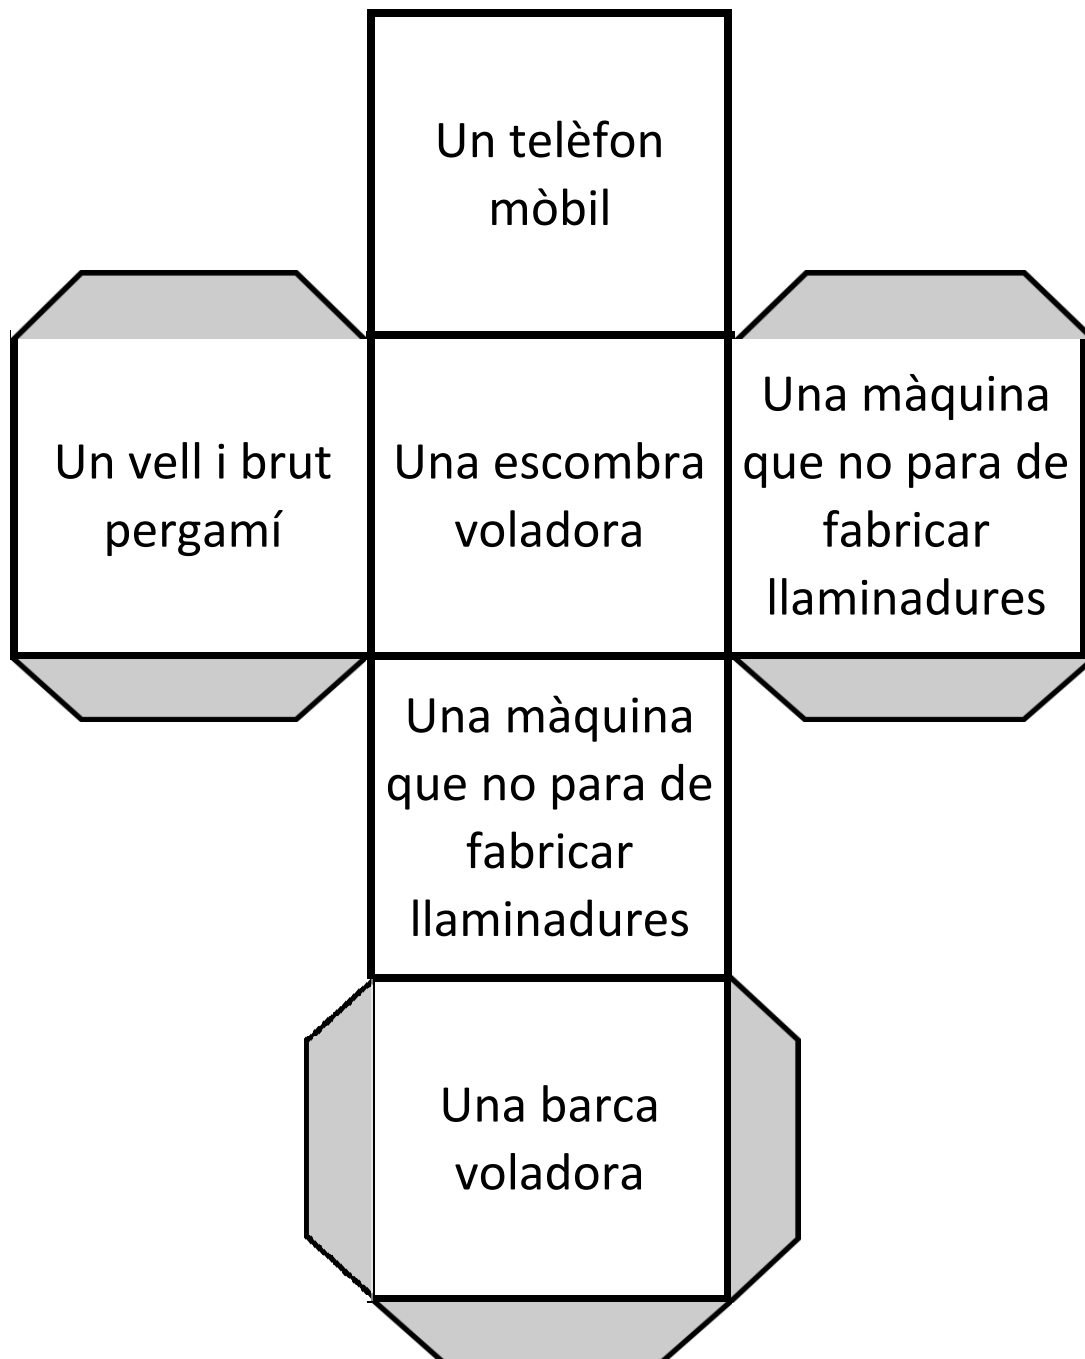 Un telèfon
mòbil
Un vell i brut
pergamí
Una escombra
voladora
Una màquina
que no para de
fabricar
llaminadures
Una màquina
que no para de
fabricar
llaminadures
Una barca
voladora